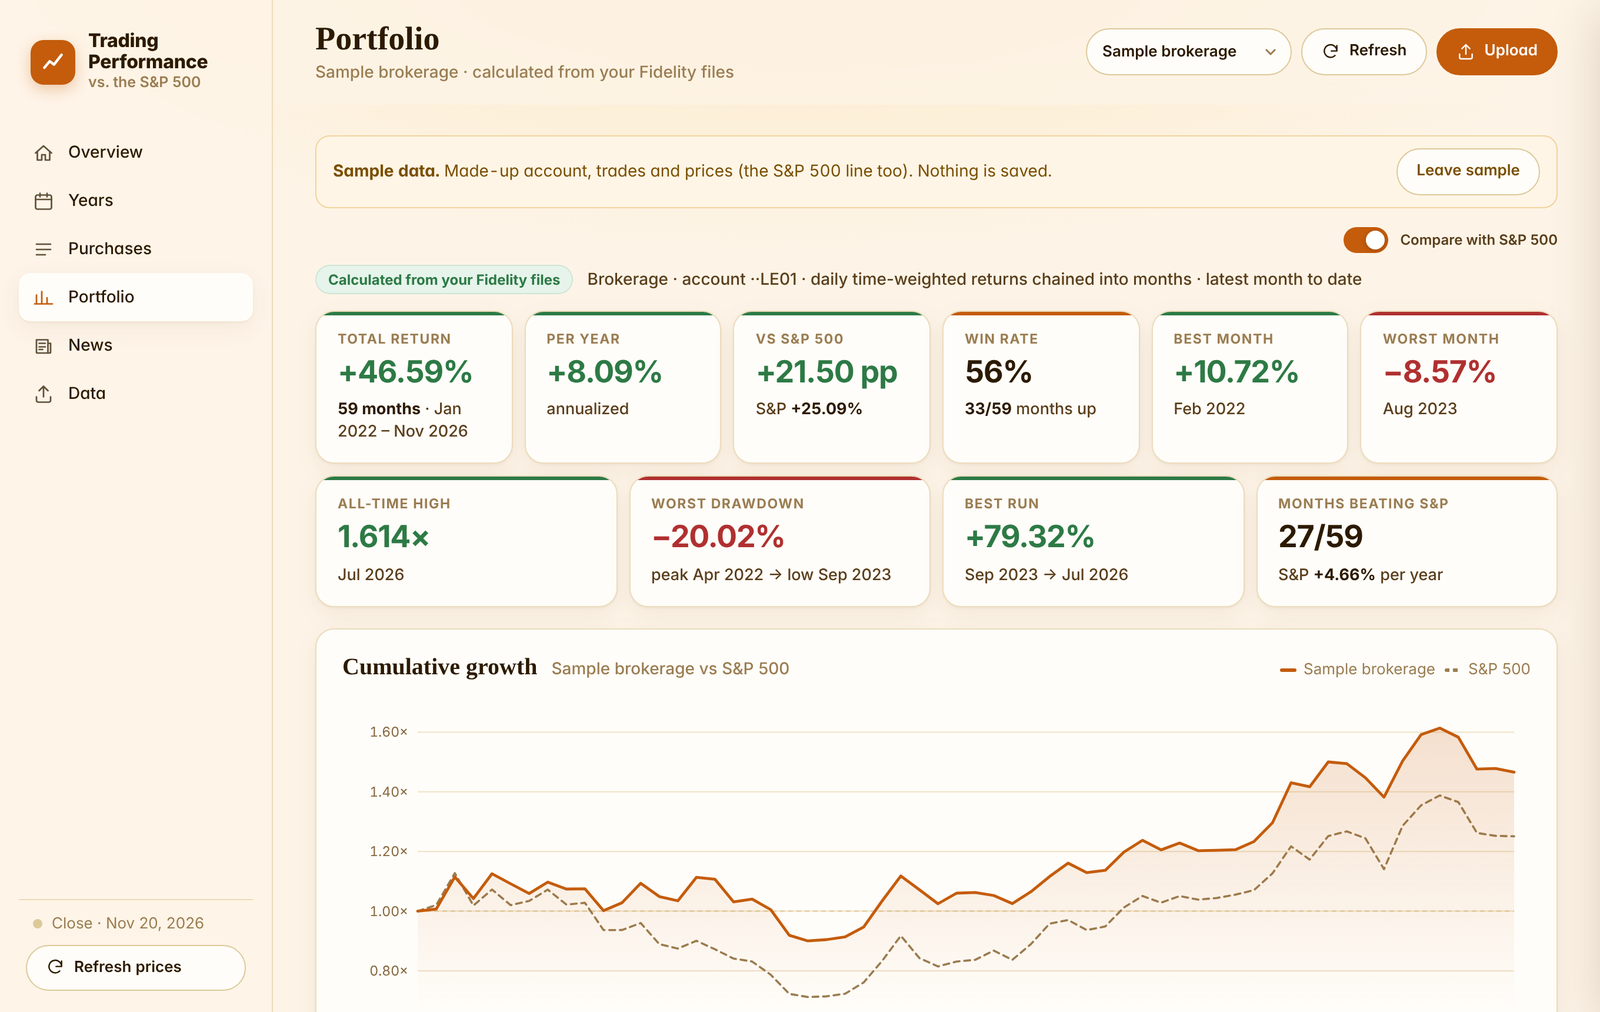 Trading
Performance
vs. the S&P 500
Overview
Years
Purchases
Portfolio
News
Data
Close · Nov 20, 2026
Refresh prices
Portfolio
Sample brokerage · calculated from your Fidelity files
Sample brokerage
Refresh
Upload
Sample data. Made-up account, trades and prices (the S&P 500 line too). Nothing is saved.
Leave sample
Compare with S&P 500
Calculated from your Fidelity files
Brokerage · account ··LE01 · daily time-weighted returns chained into months · latest month to date
TOTAL RETURN
+46.59%
59 months · Jan
2022 – Nov 2026
PER YEAR
+8.09%
annualized
VS S&P 500
+21.50 pp
S&P +25.09%
WIN RATE
56%
33/59 months up
BEST MONTH
+10.72%
Feb 2022
WORST MONTH
−8.57%
Aug 2023
ALL-TIME HIGH
1.614×
Jul 2026
WORST DRAWDOWN
−20.02%
peak Apr 2022 → low Sep 2023
BEST RUN
+79.32%
Sep 2023 → Jul 2026
MONTHS BEATING S&P
27/59
S&P +4.66% per year
Cumulative growth
Sample brokerage vs S&P 500
Sample brokerage
S&P 500
1.60×
1.40×
1.20×
1.00×
0.80×